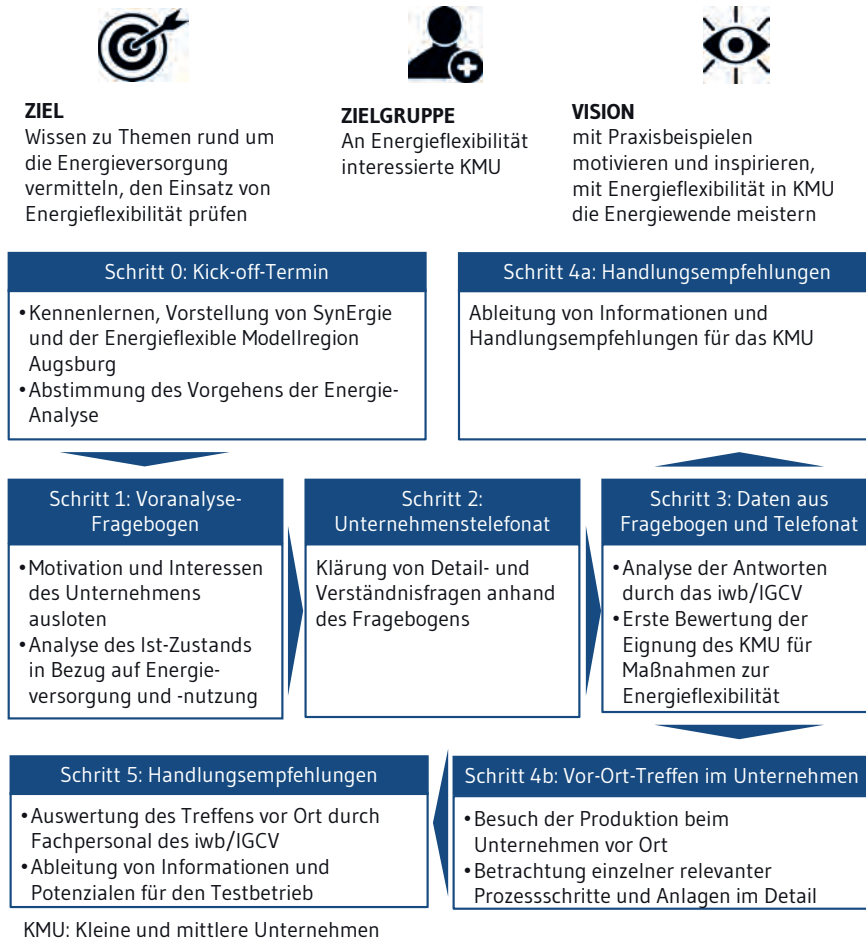 ZIEL
Wissen zu Themen rund um
die Energieversorgung
vermitteln, den Einsatz von
Energieflexibilität prüfen
ZIELGRUPPE
An Energieflexibilität
interessierte KMU
VISION
mit Praxisbeispielen
motivieren und inspirieren,
mit Energieflexibilität in KMU
die Energiewende meistern
Schritt 0: Kick-off-Termin
•Kennenlernen, Vorstellung von SynErgie
und der Energieflexible Modellregion
Augsburg
•Abstimmung des Vorgehens der Energie-
Analyse
Schritt 4a: Handlungsempfehlungen
Ableitung von Informationen und
Handlungsempfehlungen für das KMU
Schritt 1: Voranalyse-
Fragebogen
•Motivation und Interessen
des Unternehmens
ausloten
•Analyse des Ist-Zustands
in Bezug auf Energie-
versorgung und -nutzung
Schritt 2:
Unternehmenstelefonat
Klärung von Detail- und
Verständnisfragen anhand
des Fragebogens
Schritt 3: Daten aus
Fragebogen und Telefonat
•Analyse der Antworten
durch das iwb/IGCV
•Erste Bewertung der
Eignung des KMU für
Maßnahmen zur
Energieflexibilität
Schritt 5: Handlungsempfehlungen
•Auswertung des Treffens vor Ort durch
Fachpersonal des iwb/IGCV
•Ableitung von Informationen und
Potenzialen für den Testbetrieb
Schritt 4b: Vor-Ort-Treffen im Unternehmen
•Besuch der Produktion beim
Unternehmen vor Ort
•Betrachtung einzelner relevanter
Prozessschritte und Anlagen im Detail
KMU: Kleine und mittlere Unternehmen